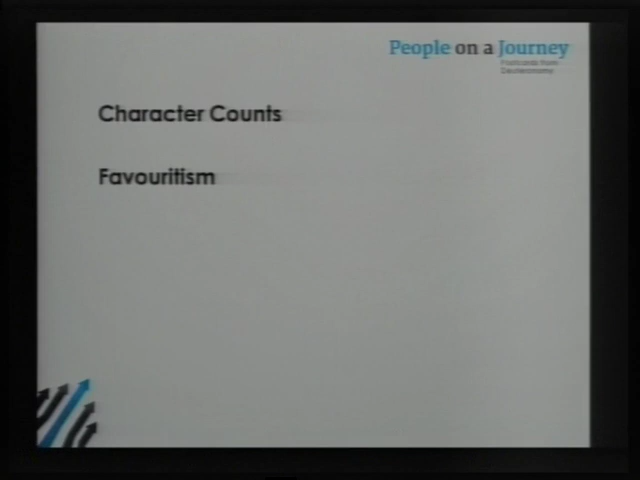 People on a Journey
Postcards from
Deuteronomy
Character Counts
Favouritism